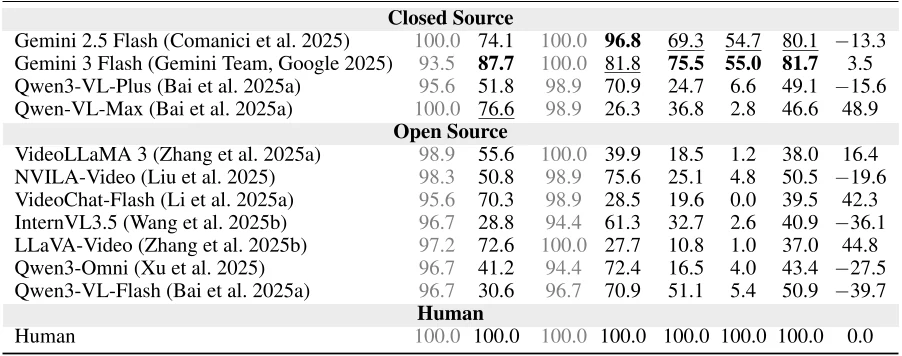 Closed Source
Gemini 2.5 Flash (Comanici et al. 2025) 100.0 74.1 100.0 96.8 69.3 54.7 80.1 −13.3
Gemini 3 Flash (Gemini Team, Google 2025) 93.5 87.7 100.0 81.8 75.5 55.0 81.7 3.5
Qwen3-VL-Plus (Bai et al. 2025a) 95.6 51.8 98.9 70.9 24.7 6.6 49.1 −15.6
Qwen-VL-Max (Bai et al. 2025a) 100.0 76.6 98.9 26.3 36.8 2.8 46.6 48.9
Open Source
VideoLLaMA 3 (Zhang et al. 2025a) 98.9 55.6 100.0 39.9 18.5 1.2 38.0 16.4
NVILA-Video (Liu et al. 2025) 98.3 50.8 98.9 75.6 25.1 4.8 50.5 −19.6
VideoChat-Flash (Li et al. 2025a) 95.6 70.3 98.9 28.5 19.6 0.0 39.5 42.3
InternVL3.5 (Wang et al. 2025b) 96.7 28.8 94.4 61.3 32.7 2.6 40.9 −36.1
LLaVA-Video (Zhang et al. 2025b) 97.2 72.6 100.0 27.7 10.8 1.0 37.0 44.8
Qwen3-Omni (Xu et al. 2025) 96.7 41.2 94.4 72.4 16.5 4.0 43.4 −27.5
Qwen3-VL-Flash (Bai et al. 2025a) 96.7 30.6 96.7 70.9 51.1 5.4 50.9 −39.7
Human
Human 100.0 100.0 100.0 100.0 100.0 100.0 100.0 0.0